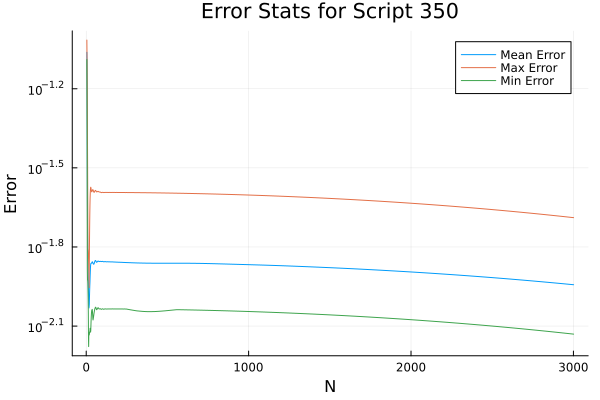 Error Stats for Script 350
Mean Error
Max Error
Min Error
10^−1.2
10^−1.5
10^−1.8
10^−2.1
Error
0
1000
2000
3000
N